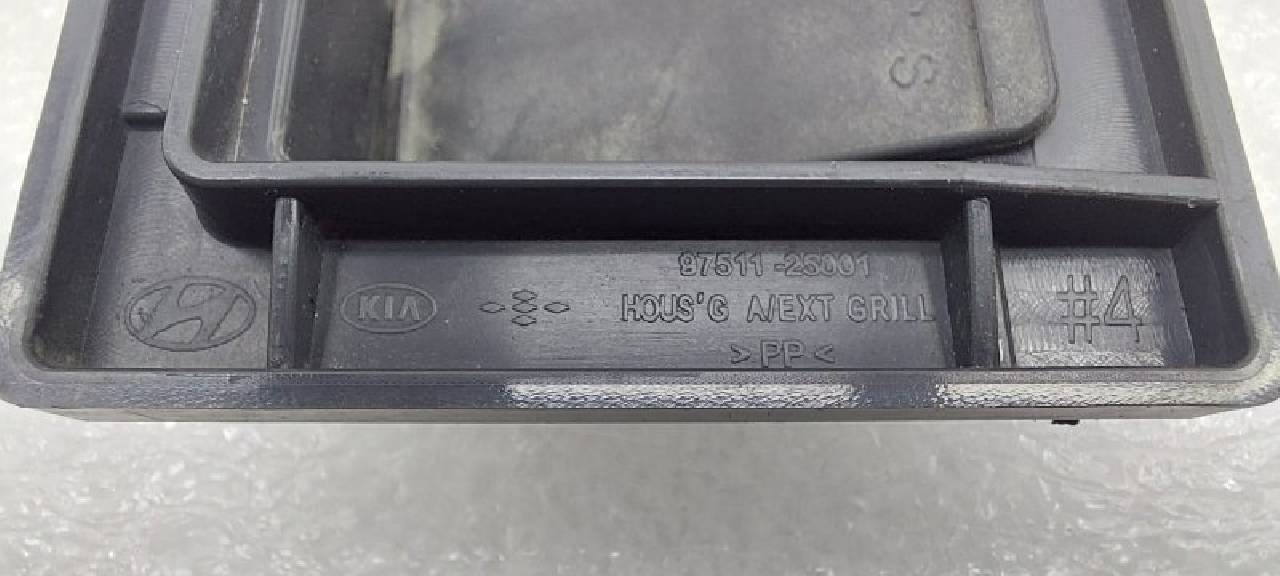 S
97511-2S001
KIA
HOUS'G A/EXT GRILL
#4
>PP<